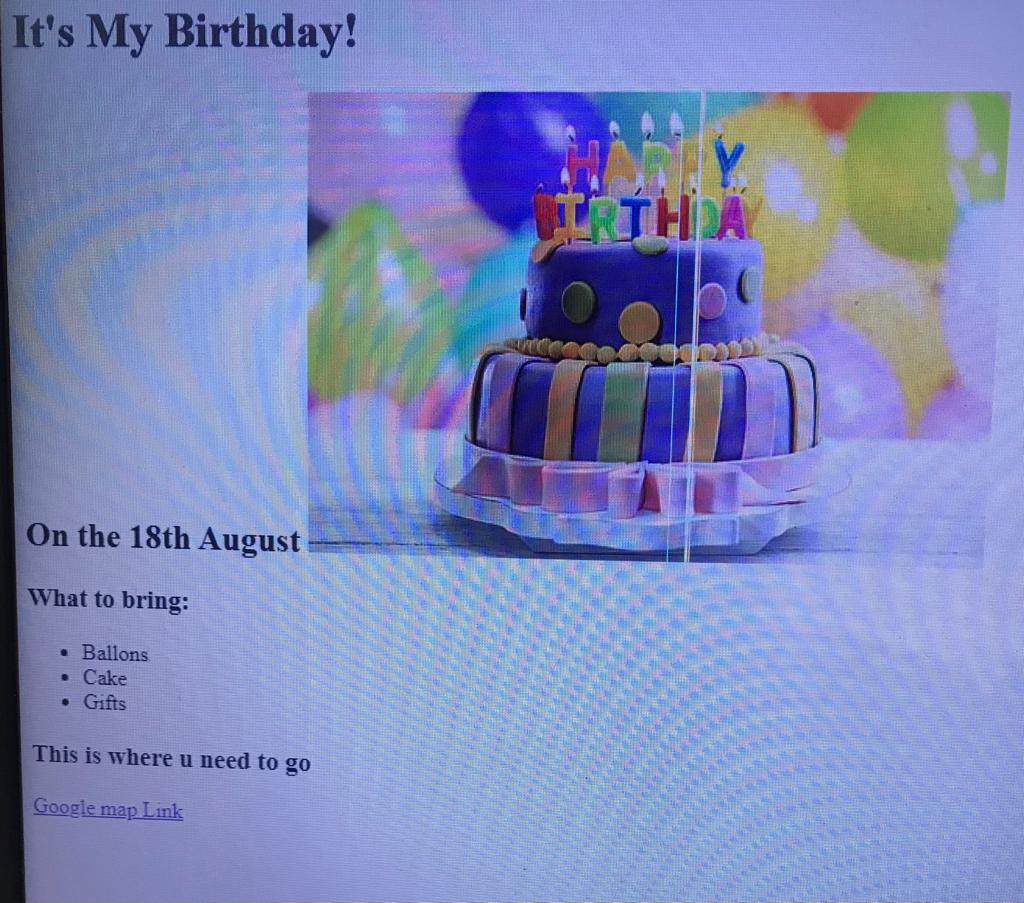 It's My Birthday!
HAPPY
BIRTHDAY
On the 18th August
What to bring:
Ballons
Cake
Gifts
This is where u need to go
Google map Link